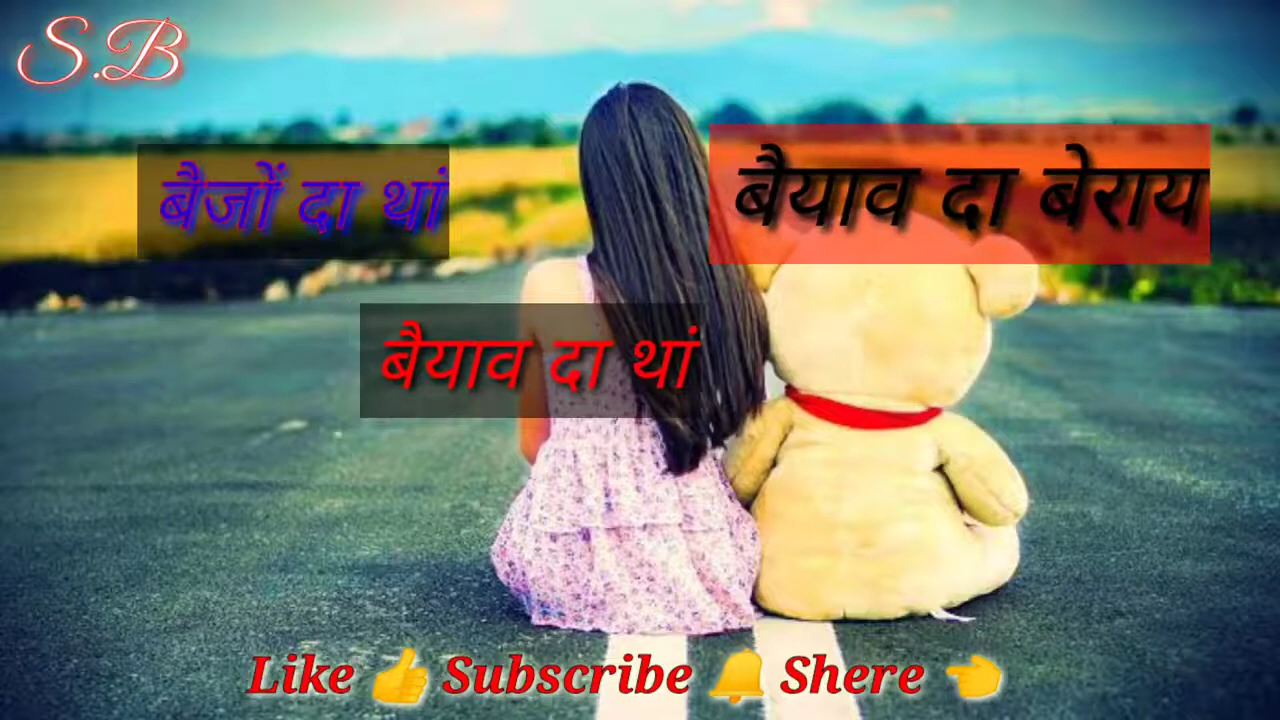 S.B
बैजों दा थां
बैयाव दा बेराय
बैयाव दा थां
Like 👍 Subscribe 🔔 Shere 👈